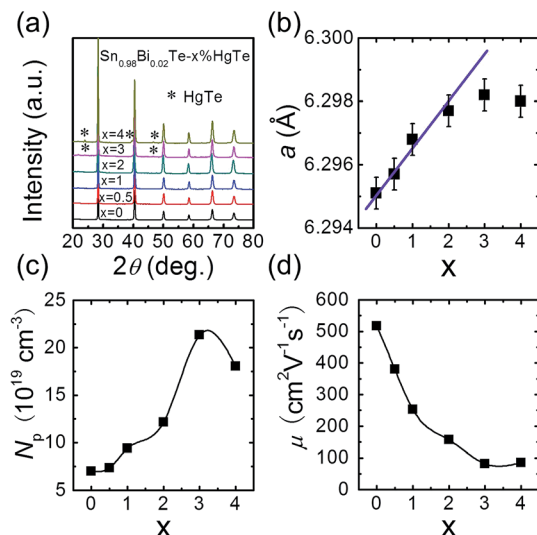 (a)
Sn0.98Bi0.02Te-x%HgTe
* HgTe
* * *
x=4
* *
x=3
x=2
x=1
x=0.5
x=0
Intensity (a.u.)
20 30 40 50 60 70 80
2θ (deg.)
(b)
6.300
6.298
6.296
6.294
a (Å)
0 1 2 3 4
x
(c)
25
20
15
10
5
Np (10^19 cm^-3)
0 1 2 3 4
x
(d)
600
500
400
300
200
100
0
μ (cm^2V^-1s^-1)
0 1 2 3 4
x